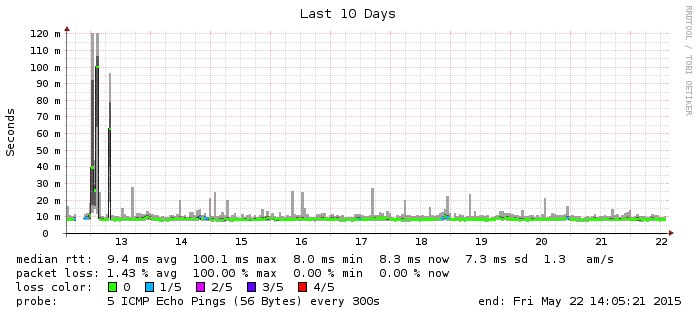 Last 10 Days
RRDTOOL / TOBI OETIKER
Seconds
120 m
110 m
100 m
90 m
80 m
70 m
60 m
50 m
40 m
30 m
20 m
10 m
0
13 14 15 16 17 18 19 20 21 22
median rtt: 9.4 ms avg 100.1 ms max 8.0 ms min 8.3 ms now 7.3 ms sd 1.3 am/s
packet loss: 1.43 % avg 100.00 % max 0.00 % min 0.00 % now
loss color: 0 1/5 2/5 3/5 4/5
probe: 5 ICMP Echo Pings (56 Bytes) every 300s end: Fri May 22 14:05:21 2015